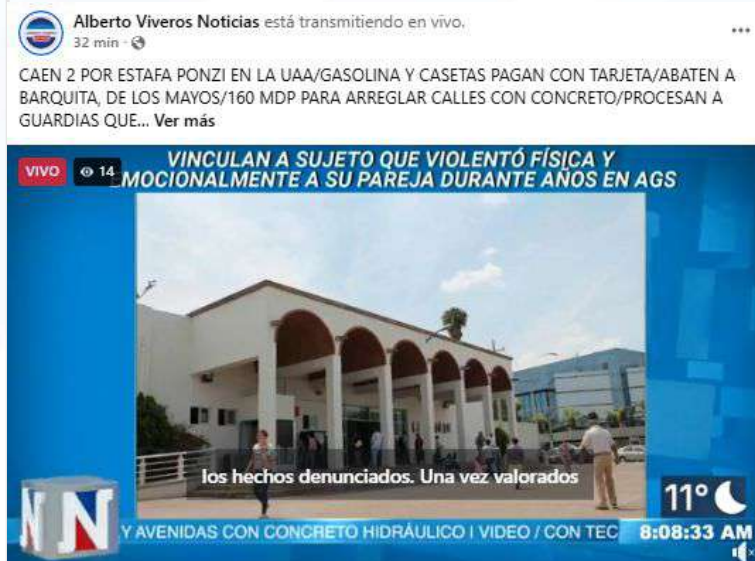 Alberto Viveros Noticias está transmitiendo en vivo.
32 min ·
CAEN 2 POR ESTAFA PONZI EN LA UAA/GASOLINA Y CASETAS PAGAN CON TARJETA/ABATEN A
BARQUITA, DE LOS MAYOS/160 MDP PARA ARREGLAR CALLES CON CONCRETO/PROCESAN A
GUARDIAS QUE... Ver más
VIVO 14
VINCULAN A SUJETO QUE VIOLENTÓ FÍSICA Y
EMOCIONALMENTE A SU PAREJA DURANTE AÑOS EN AGS
los hechos denunciados. Una vez valorados
11°
N N
Y AVENIDAS CON CONCRETO HIDRÁULICO I VIDEO / CON TEC 8:08:33 AM